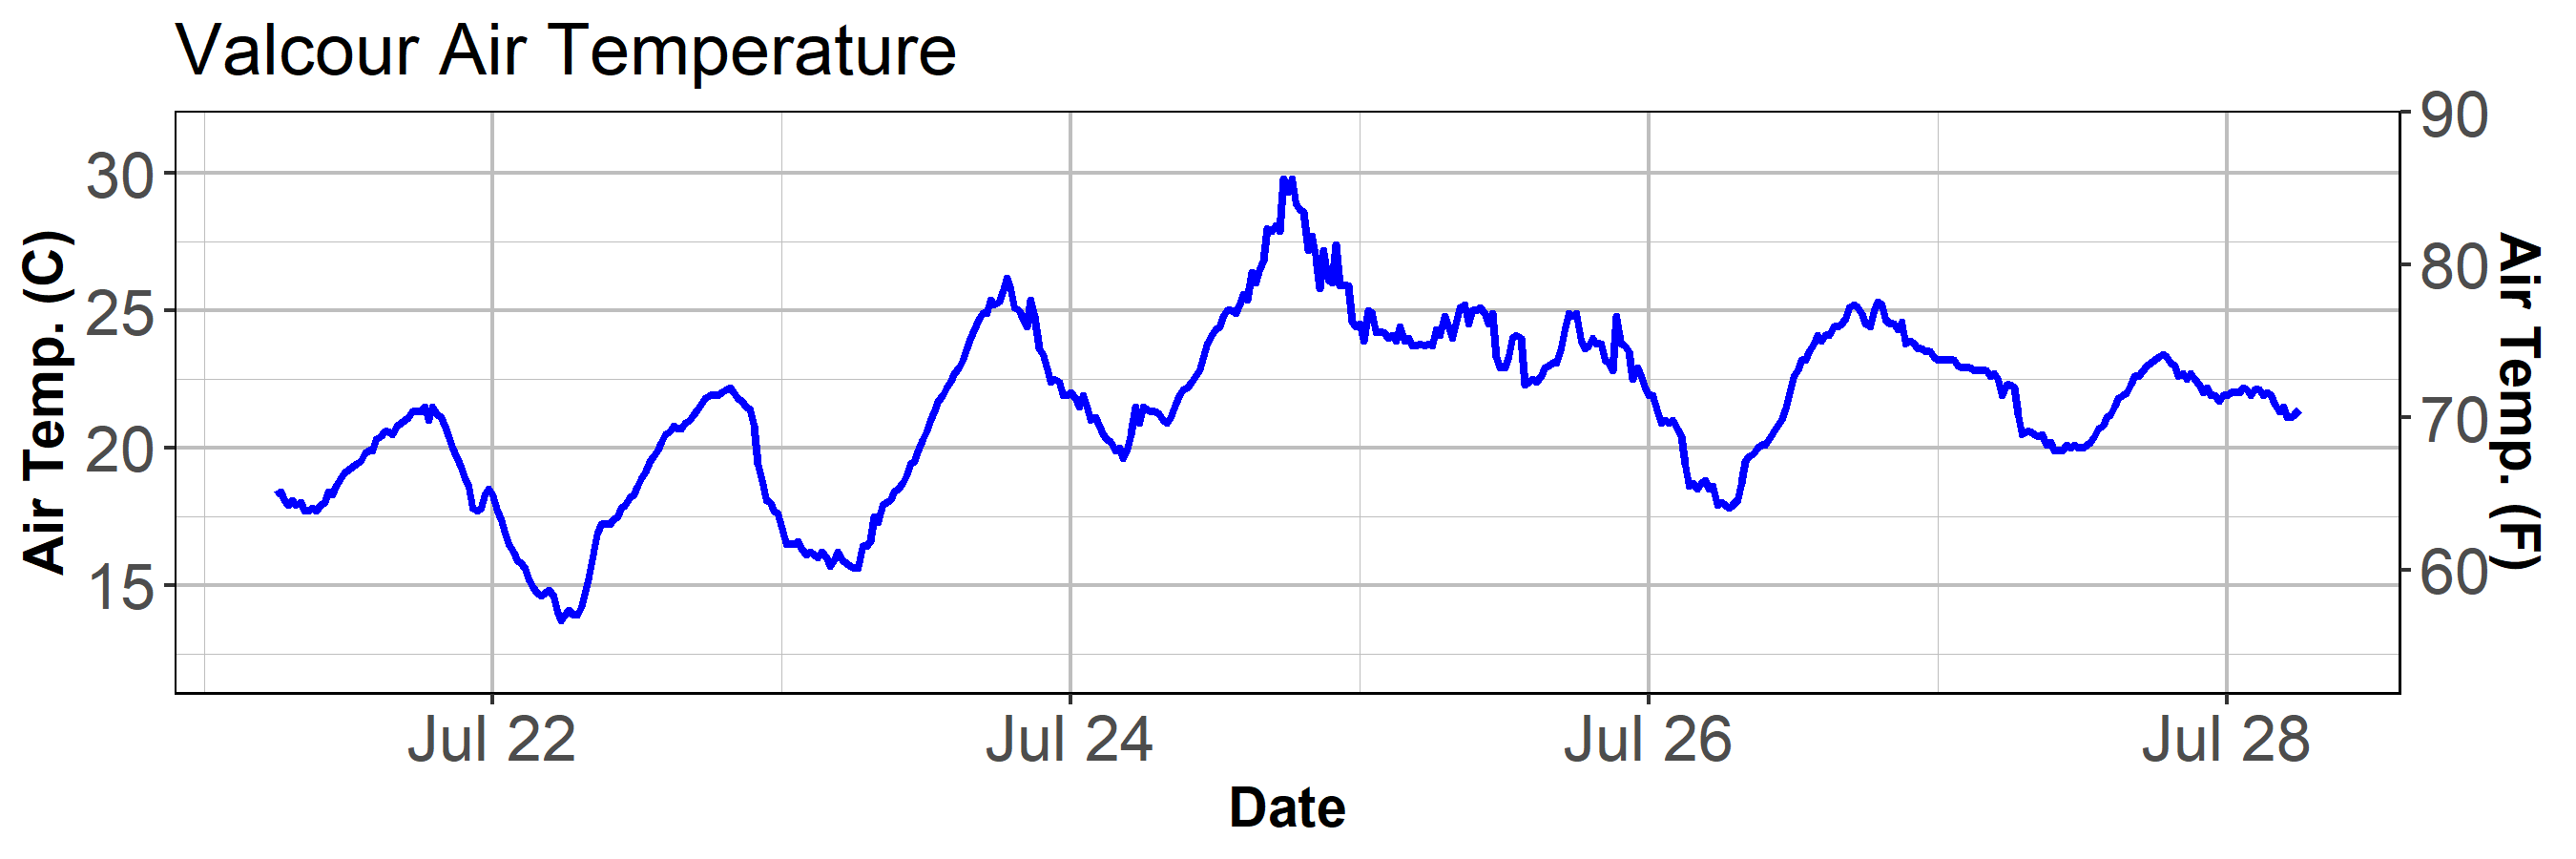 Valcour Air Temperature
Air Temp. (C)
30
25
20
15
90
80
70
60
Air Temp. (F)
Jul 22
Jul 24
Jul 26
Jul 28
Date